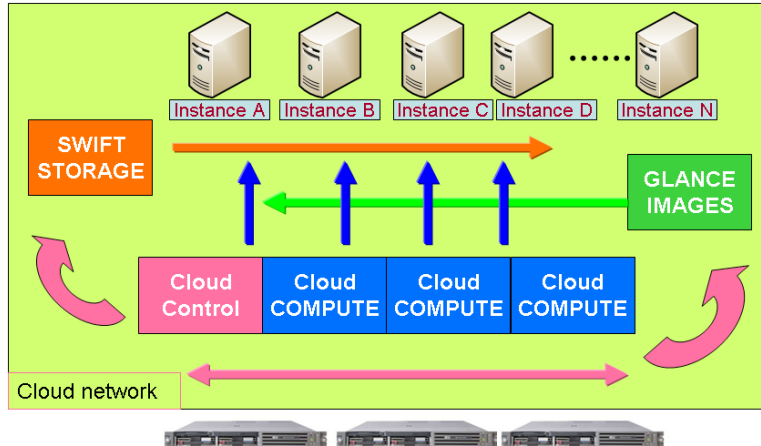 Instance A
Instance B
Instance C
Instance D
Instance N
SWIFT
STORAGE
GLANCE
IMAGES
Cloud
Control
Cloud
COMPUTE
Cloud
COMPUTE
Cloud
COMPUTE
Cloud network